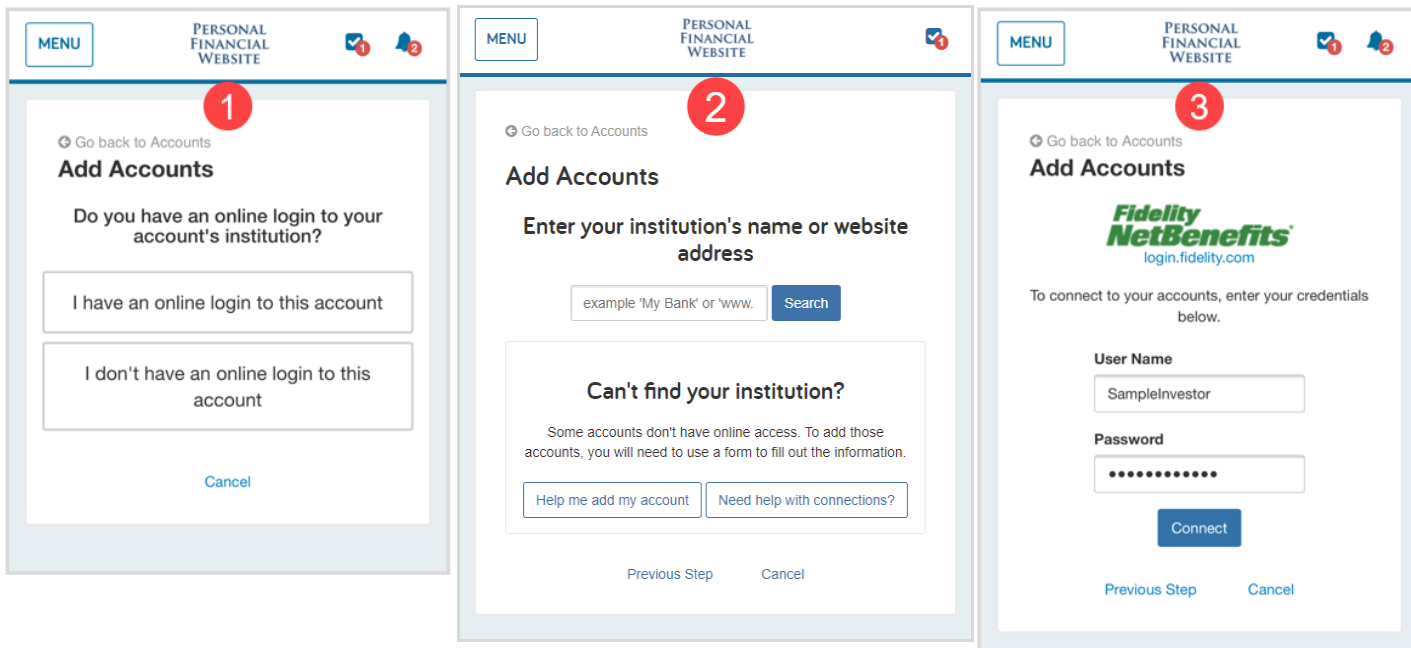 MENU
PERSONAL
FINANCIAL
WEBSITE
1
2
1
Go back to Accounts
Add Accounts
Do you have an online login to your
account's institution?
I have an online login to this account
I don't have an online login to this
account
Cancel
MENU
PERSONAL
FINANCIAL
WEBSITE
1
2
Go back to Accounts
Add Accounts
Enter your institution's name or website
address
example 'My Bank' or 'www. Search
Can't find your institution?
Some accounts don't have online access. To add those
accounts, you will need to use a form to fill out the information.
Help me add my account Need help with connections?
Previous Step Cancel
MENU
PERSONAL
FINANCIAL
WEBSITE
1
2
3
Go back to Accounts
Add Accounts
Fidelity
NetBenefits®
login.fidelity.com
To connect to your accounts, enter your credentials
below.
User Name
SampleInvestor
Password
••••••••••••
Connect
Previous Step Cancel